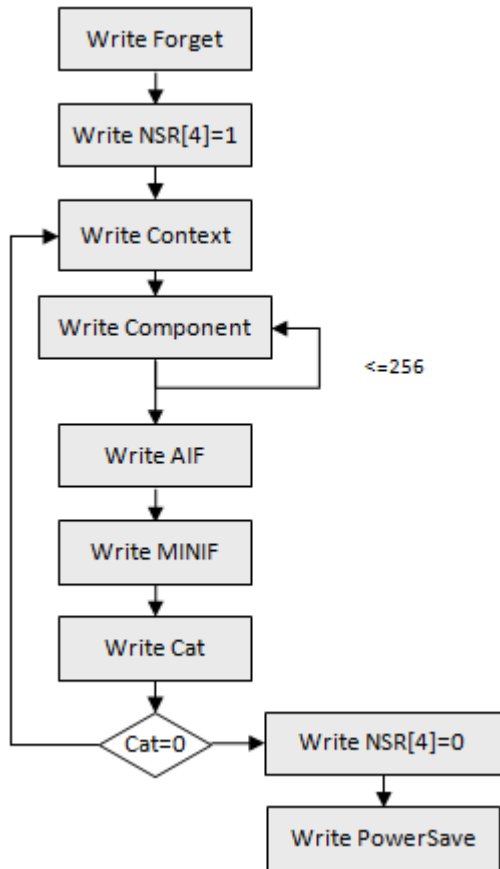 Write Forget
Write NSR[4]=1
Write Context
Write Component
<=256
Write AIF
Write MINIF
Write Cat
Cat=0
Write NSR[4]=0
Write PowerSave